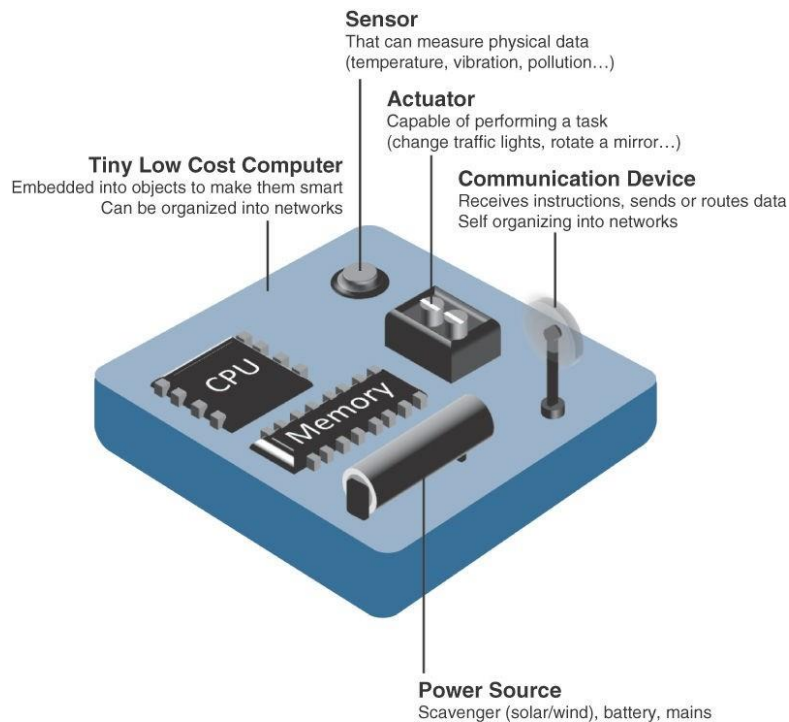 Sensor
That can measure physical data
(temperature, vibration, pollution…)
Actuator
Capable of performing a task
(change traffic lights, rotate a mirror…)
Tiny Low Cost Computer
Embedded into objects to make them smart
Can be organized into networks
Communication Device
Receives instructions, sends or routes data
Self organizing into networks
CPU
Memory
Power Source
Scavenger (solar/wind), battery, mains